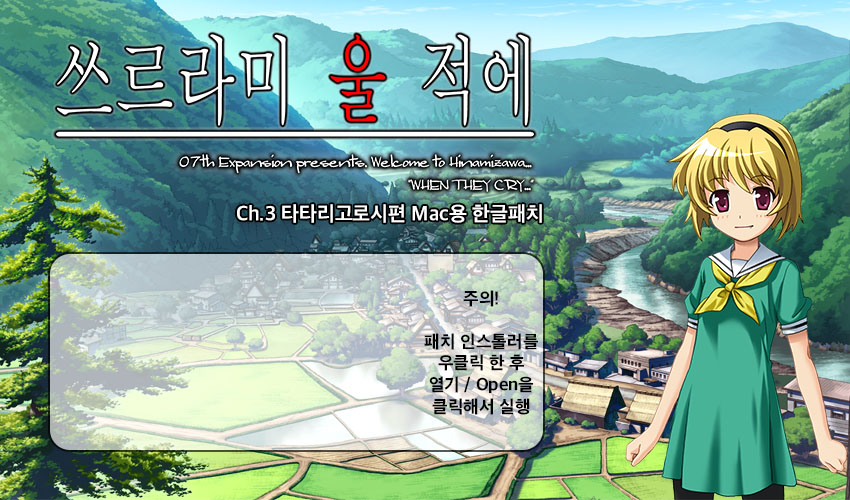 쓰르라미 울 적에
07th Expansion presents. Welcome to Hinamizawa...
"WHEN THEY CRY..."
Ch.3 타타리고로시편 Mac용 한글패치
주의!
패치 인스톨러를
우클릭 한 후
열기 / Open을
클릭해서 실행